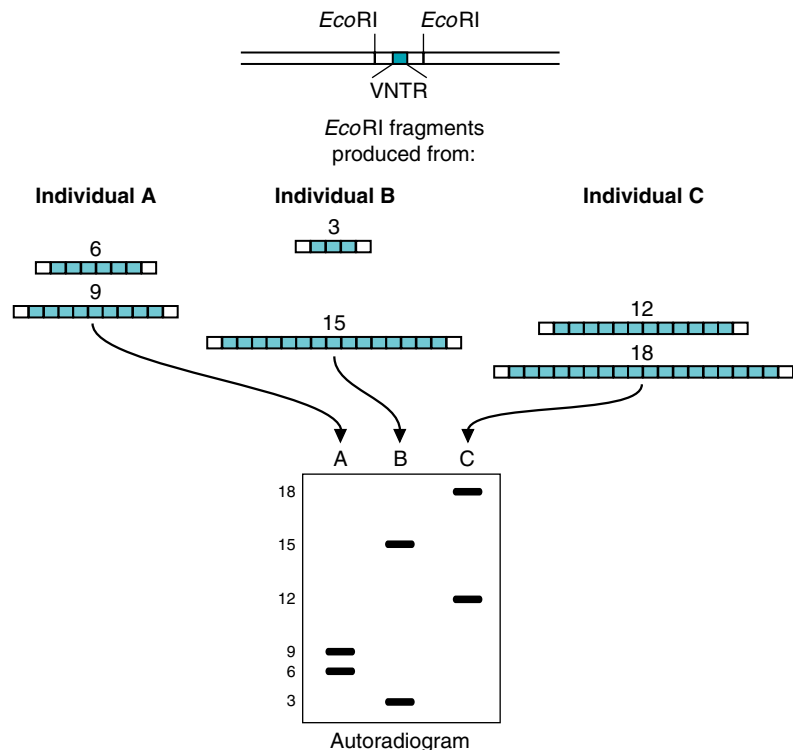 EcoRI EcoRI
VNTR
EcoRI fragments
produced from:
Individual A Individual B Individual C
3
6
9
15
12
18
A B C
18
15
12
9
6
3
Autoradiogram